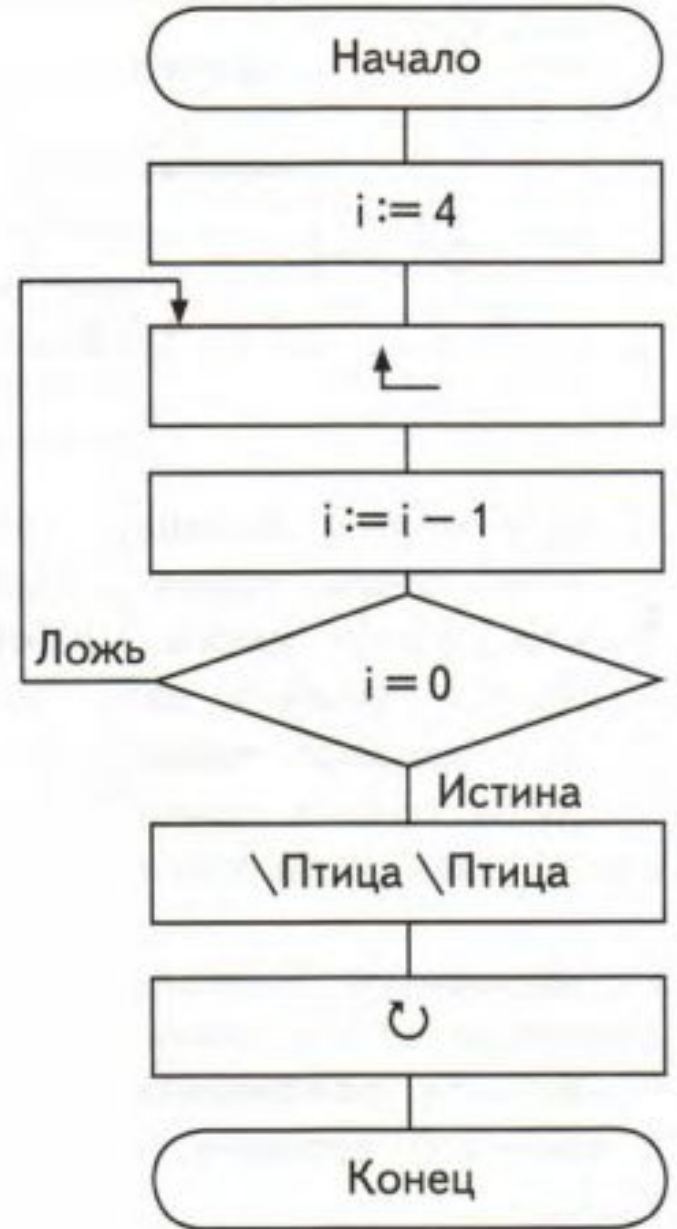 Начало
i := 4
i := i – 1
Ложь
i = 0
Истина
\Птица \Птица
Конец